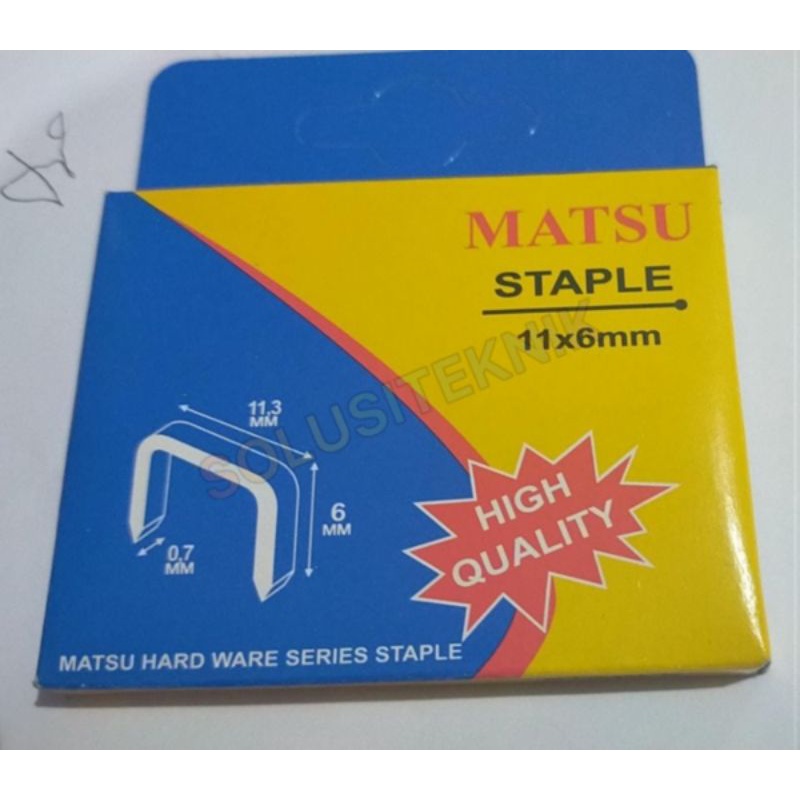 MATSU
STAPLE
11x6mm
11,3
MM
6
MM
0,7
MM
HIGH
QUALITY
SOLUSITEKNIK
MATSU HARD WARE SERIES STAPLE